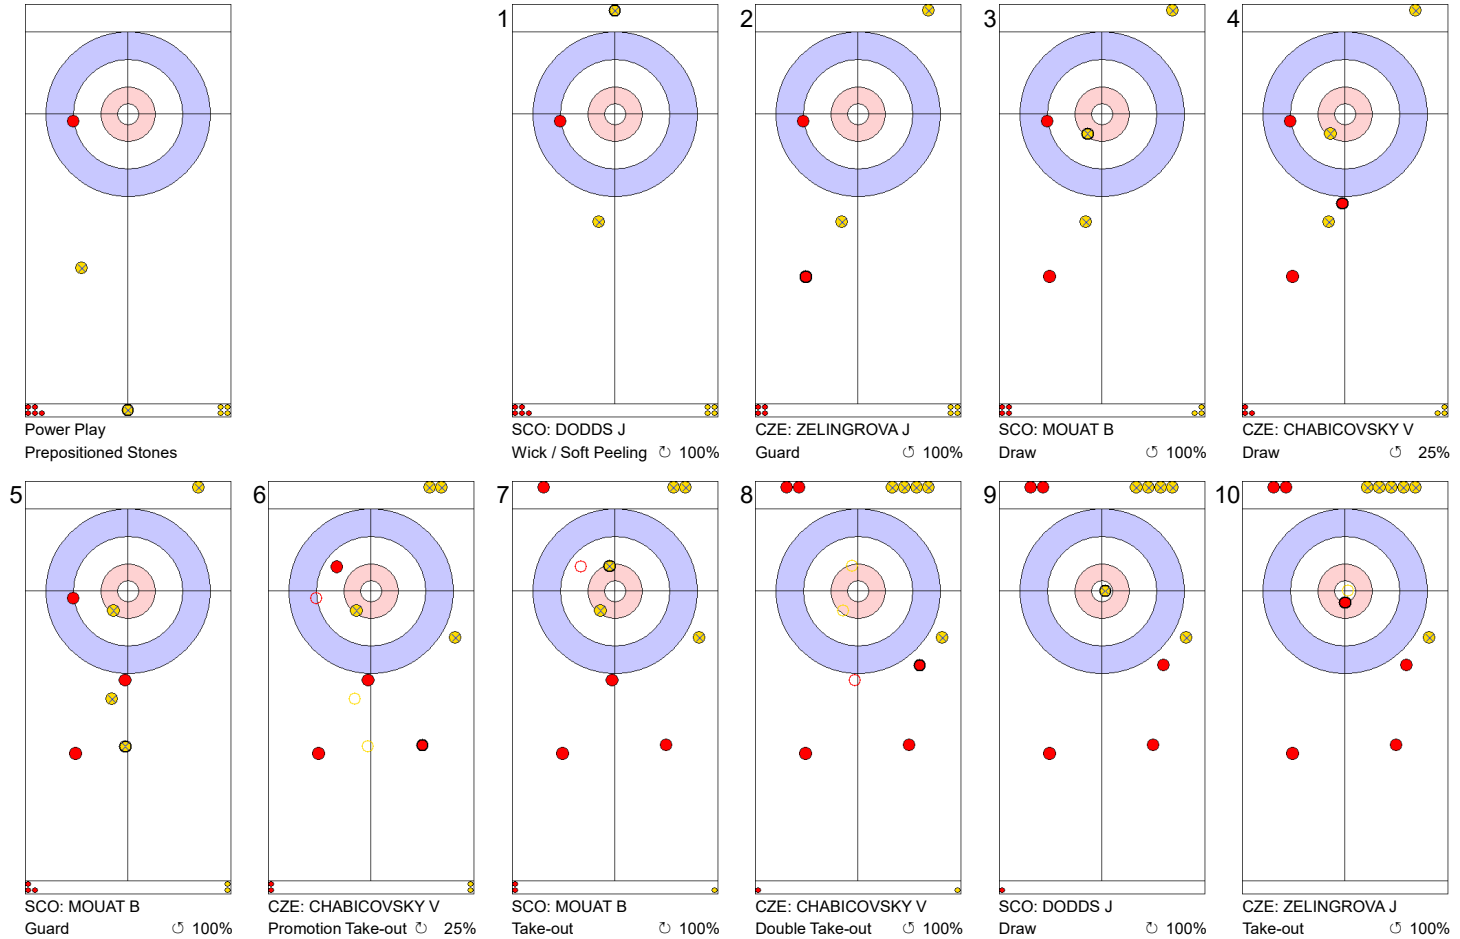 1
2
3
4
Power Play
Prepositioned Stones
SCO: DODDS J
Wick / Soft Peeling ↻ 100%
CZE: ZELINGROVA J
Guard ↺ 100%
SCO: MOUAT B
Draw ↻ 100%
CZE: CHABICOVSKY V
Draw ↺ 25%
5
6
7
8
9
10
SCO: MOUAT B
Guard ↺ 100%
CZE: CHABICOVSKY V
Promotion Take-out ↻ 25%
SCO: MOUAT B
Take-out ↺ 100%
CZE: CHABICOVSKY V
Double Take-out ↺ 100%
SCO: DODDS J
Draw ↻ 100%
CZE: ZELINGROVA J
Take-out ↺ 100%